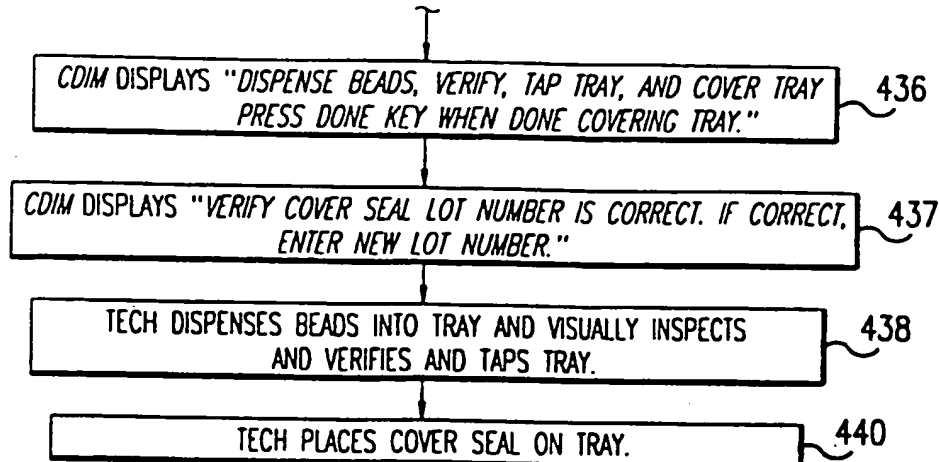 CDIM DISPLAYS "DISPENSE BEADS, VERIFY, TAP TRAY, AND COVER TRAY
PRESS DONE KEY WHEN DONE COVERING TRAY."
436
CDIM DISPLAYS "VERIFY COVER SEAL LOT NUMBER IS CORRECT. IF CORRECT,
ENTER NEW LOT NUMBER."
437
TECH DISPENSES BEADS INTO TRAY AND VISUALLY INSPECTS
AND VERIFIES AND TAPS TRAY.
438
TECH PLACES COVER SEAL ON TRAY.
440